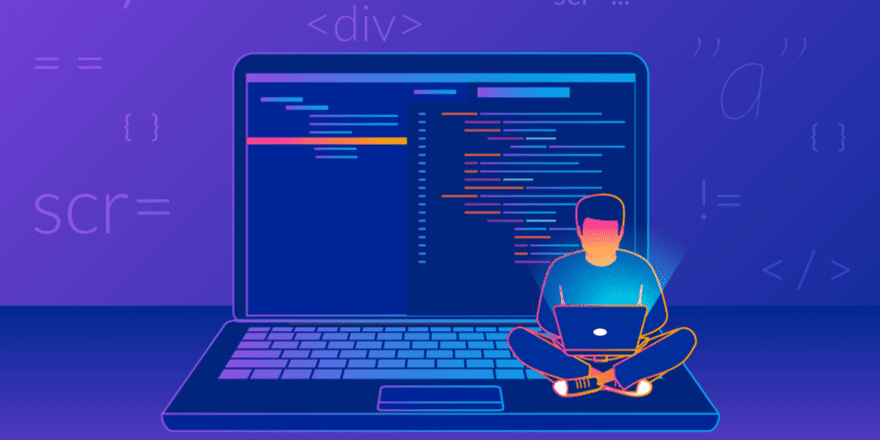 <div>
= =
" a "
{ }
{ }
scr=
!=
</>